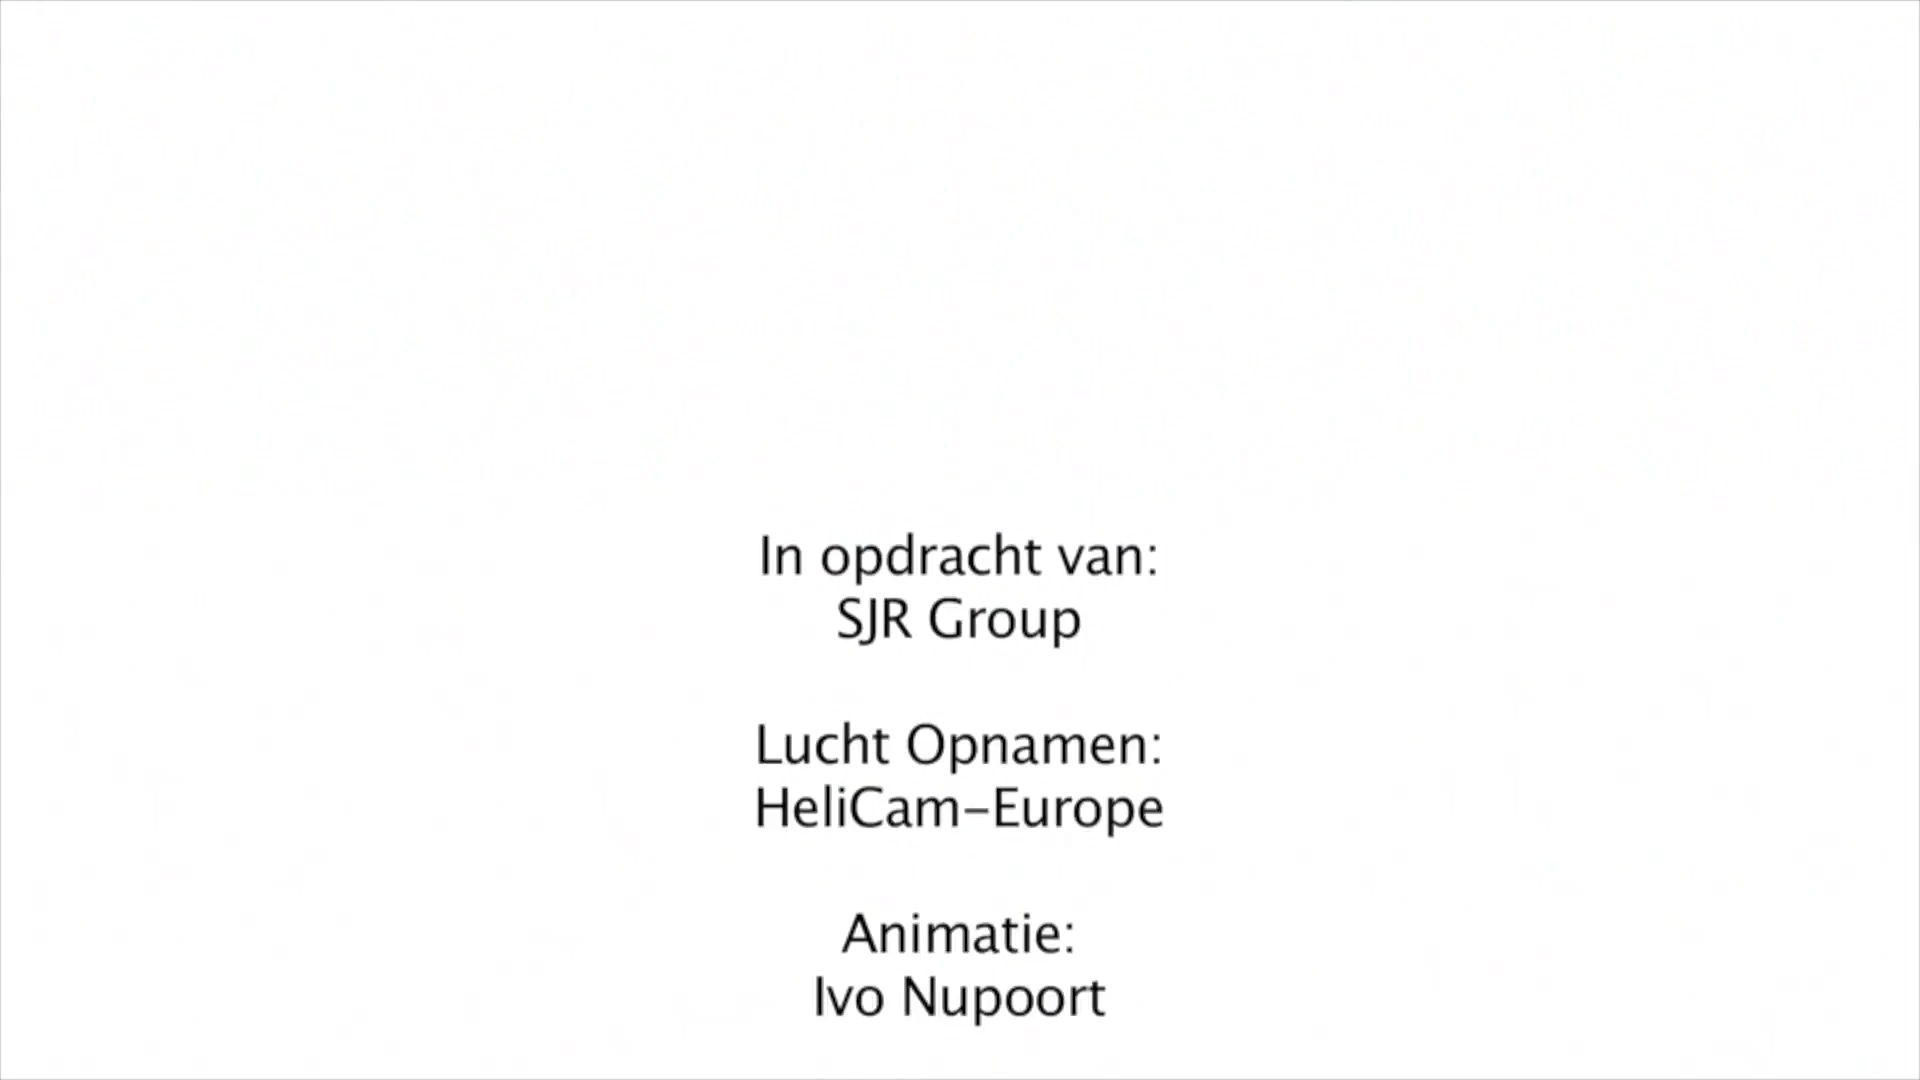 In opdracht van:
SJR Group
Lucht Opnamen:
HeliCam-Europe
Animatie:
Ivo Nupoort